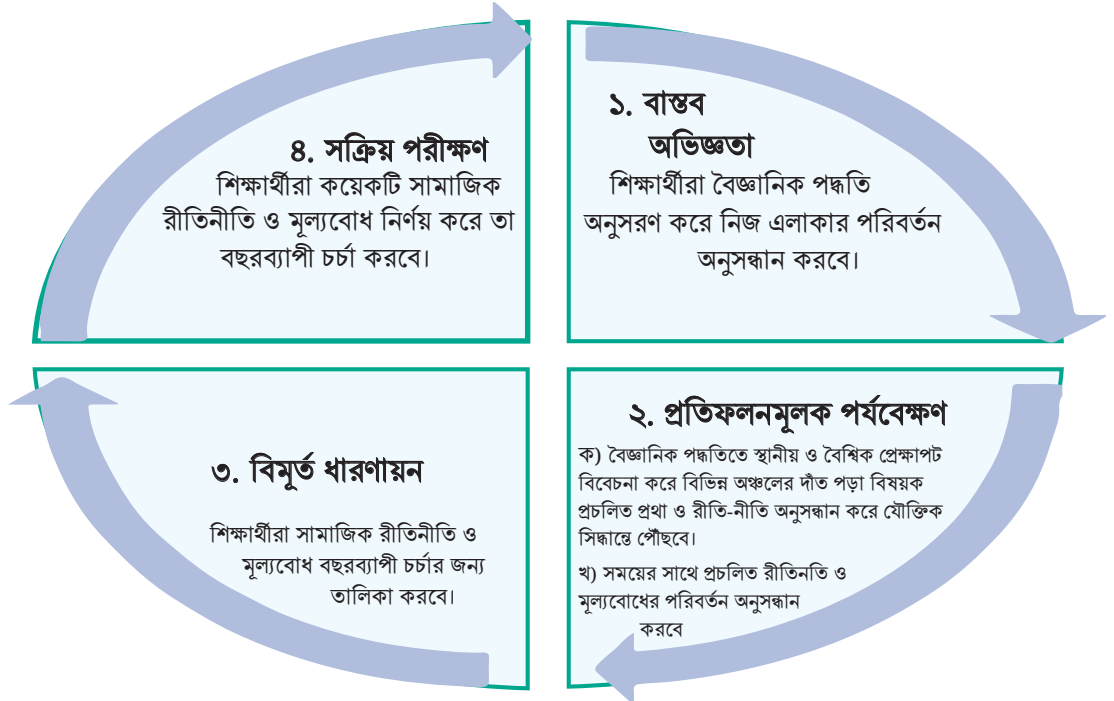 ১. বাস্তব
অভিজ্ঞতা
শিক্ষার্থীরা বৈজ্ঞানিক পদ্ধতি
অনুসরণ করে নিজ এলাকার পরিবর্তন
অনুসন্ধান করবে।
২. প্রতিফলনমূলক পর্যবেক্ষণ
ক) বৈজ্ঞানিক পদ্ধতিতে স্থানীয় ও বৈশ্বিক প্রেক্ষাপট
বিবেচনা করে বিভিন্ন অঞ্চলের দাঁত পড়া বিষয়ক
প্রচলিত প্রথা ও রীতি-নীতি অনুসন্ধান করে যৌক্তিক
সিদ্ধান্তে পৌঁছবে।
খ) সময়ের সাথে প্রচলিত রীতিনতি ও
মূল্যবোধের পরিবর্তন অনুসন্ধান
করবে
৩. বিমূর্ত ধারণায়ন
শিক্ষার্থীরা সামাজিক রীতিনীতি ও
মূল্যবোধ বছরব্যাপী চর্চার জন্য
তালিকা করবে।
৪. সক্রিয় পরীক্ষণ
শিক্ষার্থীরা কয়েকটি সামাজিক
রীতিনীতি ও মূল্যবোধ নির্ণয় করে তা
বছরব্যাপী চর্চা করবে।